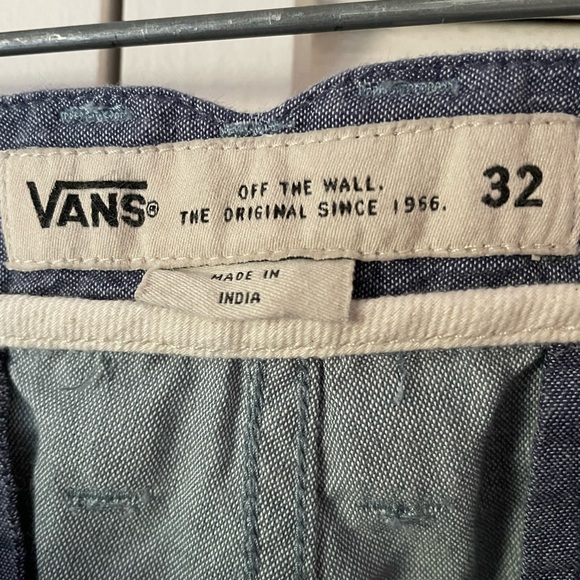 VANS®
OFF THE WALL.
THE ORIGINAL SINCE 1966.
32
MADE IN
INDIA